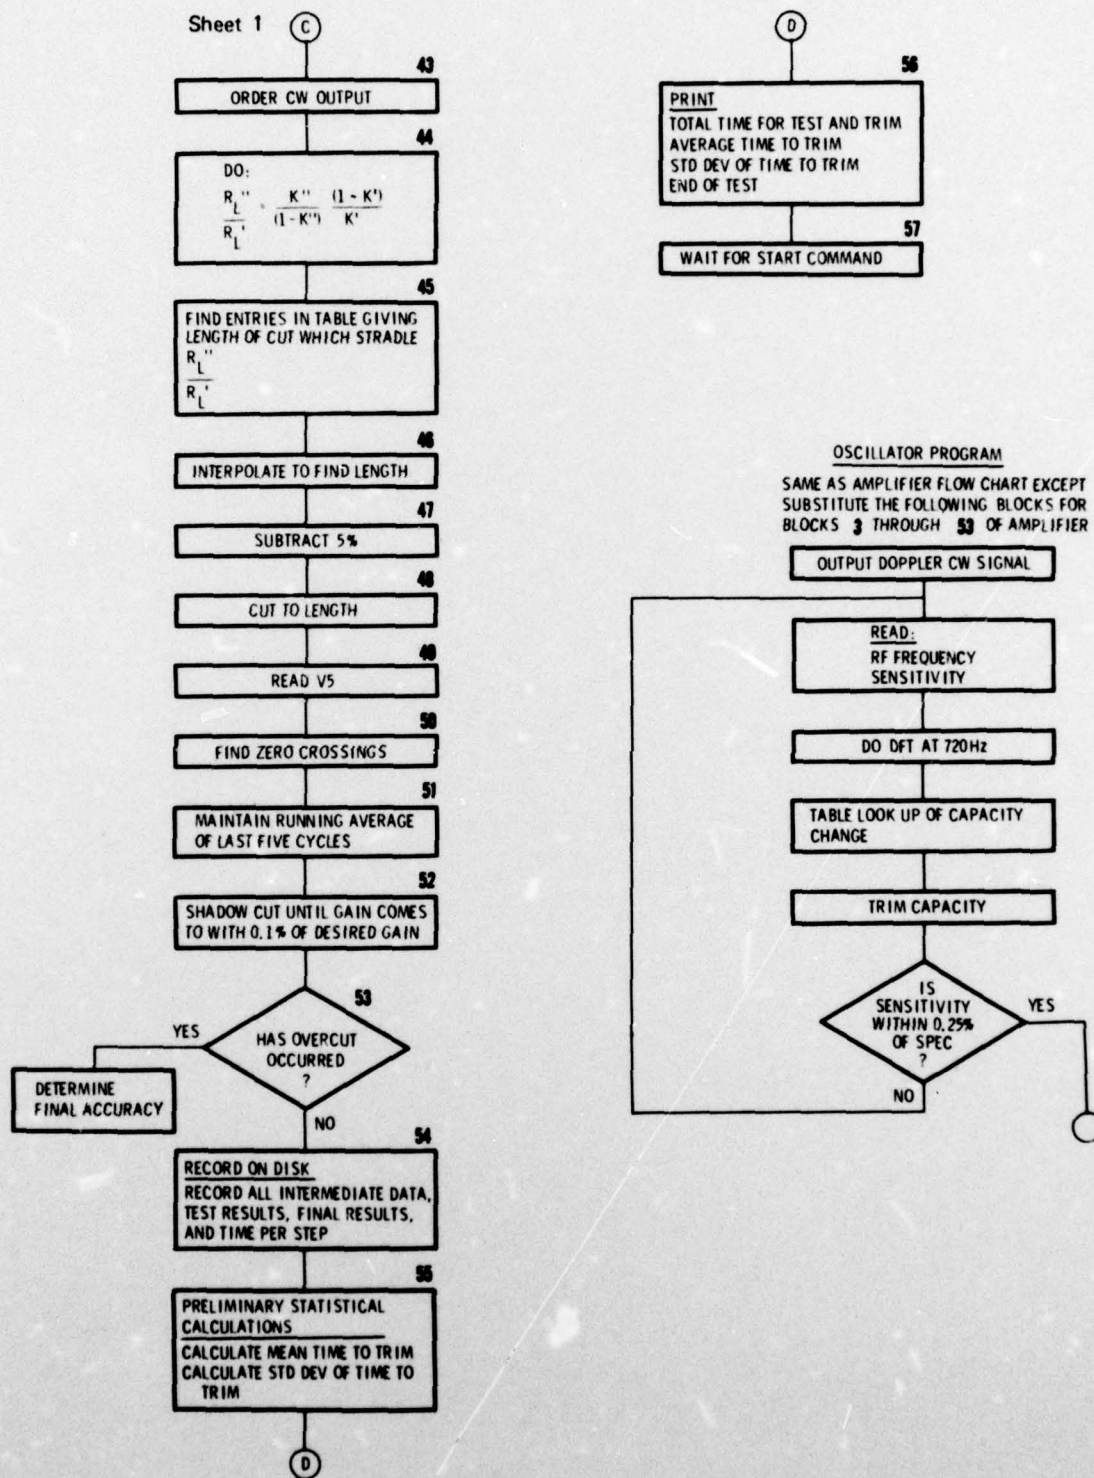 Sheet 1
C
43
ORDER CW OUTPUT
44
DO:
R_L'' / R_L' = K'' / (1 - K'') (1 - K') / K'
45
FIND ENTRIES IN TABLE GIVING
LENGTH OF CUT WHICH STRADLE
R_L''
R_L'
46
INTERPOLATE TO FIND LENGTH
47
SUBTRACT 5%
48
CUT TO LENGTH
49
READ V5
50
FIND ZERO CROSSINGS
51
MAINTAIN RUNNING AVERAGE
OF LAST FIVE CYCLES
52
SHADOW CUT UNTIL GAIN COMES
TO WITH 0.1% OF DESIRED GAIN
53
HAS OVERCUT
OCCURRED
?
YES
DETERMINE
FINAL ACCURACY
NO
54
RECORD ON DISK
RECORD ALL INTERMEDIATE DATA,
TEST RESULTS, FINAL RESULTS,
AND TIME PER STEP
55
PRELIMINARY STATISTICAL
CALCULATIONS
CALCULATE MEAN TIME TO TRIM
CALCULATE STD DEV OF TIME TO
TRIM
D
D
56
PRINT
TOTAL TIME FOR TEST AND TRIM
AVERAGE TIME TO TRIM
STD DEV OF TIME TO TRIM
END OF TEST
57
WAIT FOR START COMMAND
OSCILLATOR PROGRAM
SAME AS AMPLIFIER FLOW CHART EXCEPT
SUBSTITUTE THE FOLLOWING BLOCKS FOR
BLOCKS 3 THROUGH 53 OF AMPLIFIER
OUTPUT DOPPLER CW SIGNAL
READ:
RF FREQUENCY
SENSITIVITY
DO DFT AT 720Hz
TABLE LOOK UP OF CAPACITY
CHANGE
TRIM CAPACITY
IS
SENSITIVITY
WITHIN 0.25%
OF SPEC
?
YES
NO